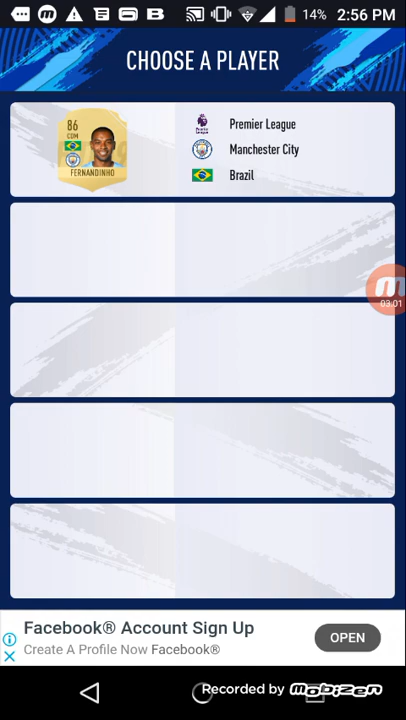 14% 2:56 PM
CHOOSE A PLAYER
86
CDM
FERNANDINHO
Premier League
Manchester City
Brazil
03:01
Facebook® Account Sign Up
Create A Profile Now Facebook®
OPEN
Recorded by mobizen